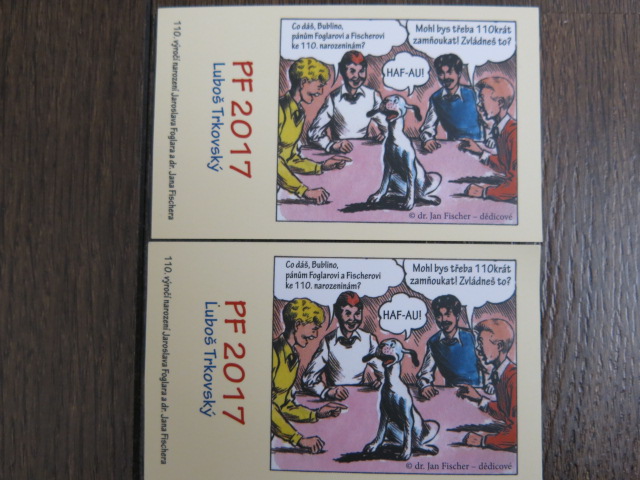 110. výročí narození Jaroslava Foglara a dr. Jana Fischera
PF 2017
Luboš Trkovský
Co dáš, Bublino,
pánům Foglarovi a Fischerovi
ke 110. narozeninám?
Mohl bys třeba 110krát
zamňoukat! Zvládneš to?
HAF-AU!
© dr. Jan Fischer – dědicové
110. výročí narození Jaroslava Foglara a dr. Jana Fischera
PF 2017
Luboš Trkovský
Co dáš, Bublino,
pánům Foglarovi a Fischerovi
ke 110. narozeninám?
Mohl bys třeba 110krát
zamňoukat! Zvládneš to?
HAF-AU!
© dr. Jan Fischer – dědicové